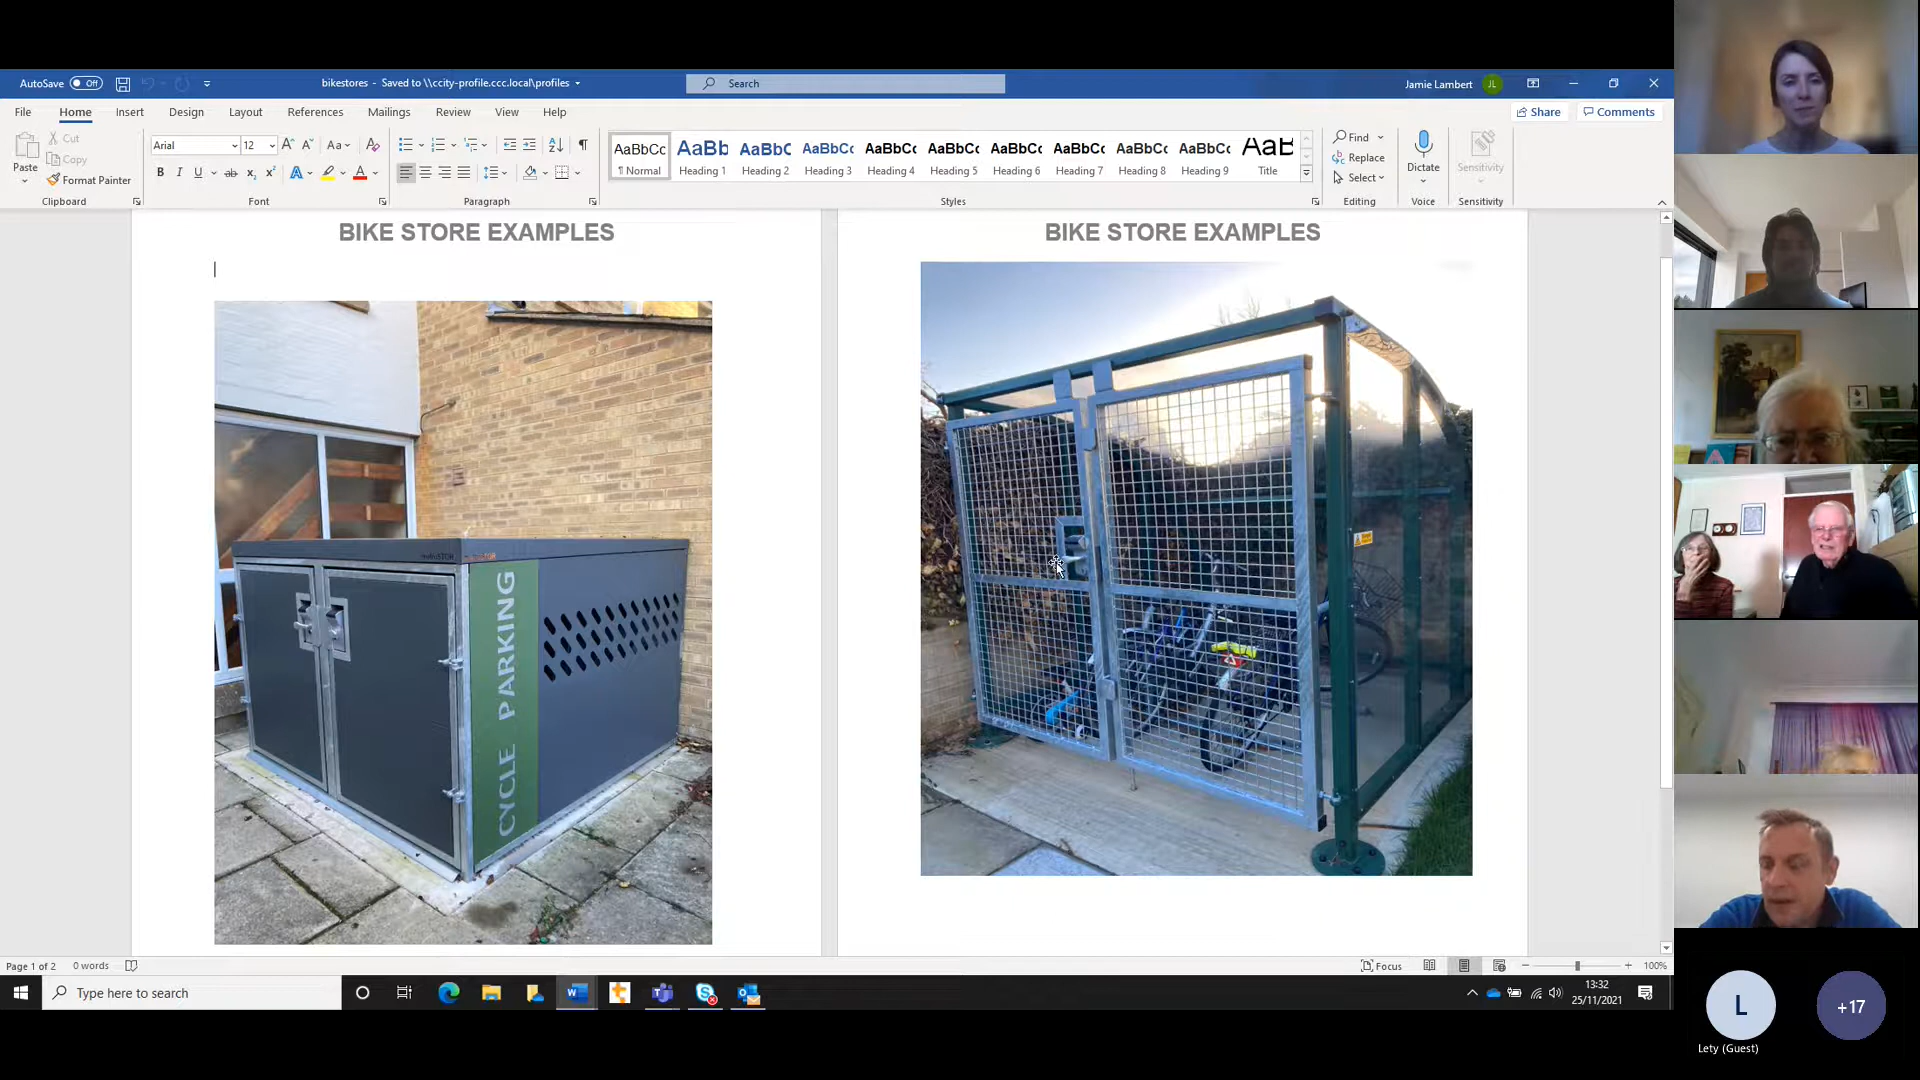 AutoSave Off
bikestores - Saved to \\ccity-profile.ccc.local\profiles
Search
Jamie Lambert JL
File Home Insert Design Layout References Mailings Review View Help
Share Comments
Paste
Cut
Copy
Format Painter
Clipboard
Arial 12
Aa
B I U ab x₂ x²
A A
Font
Paragraph
AaBbCc AaBb AaBbC AaBbCc AaBbCc AaBbCc AaBbCc AaBbCc AaBbCc AaBbCc AaB
¶ Normal Heading 1 Heading 2 Heading 3 Heading 4 Heading 5 Heading 6 Heading 7 Heading 8 Heading 9 Title
Styles
Find
Replace
Select
Editing
Dictate
Voice
Sensitivity
Sensitivity
BIKE STORE EXAMPLES
BIKE STORE EXAMPLES
CYCLE PARKING
Page 1 of 2 0 words
Focus
100%
Type here to search
13:32
25/11/2021
L
+17
Lety (Guest)